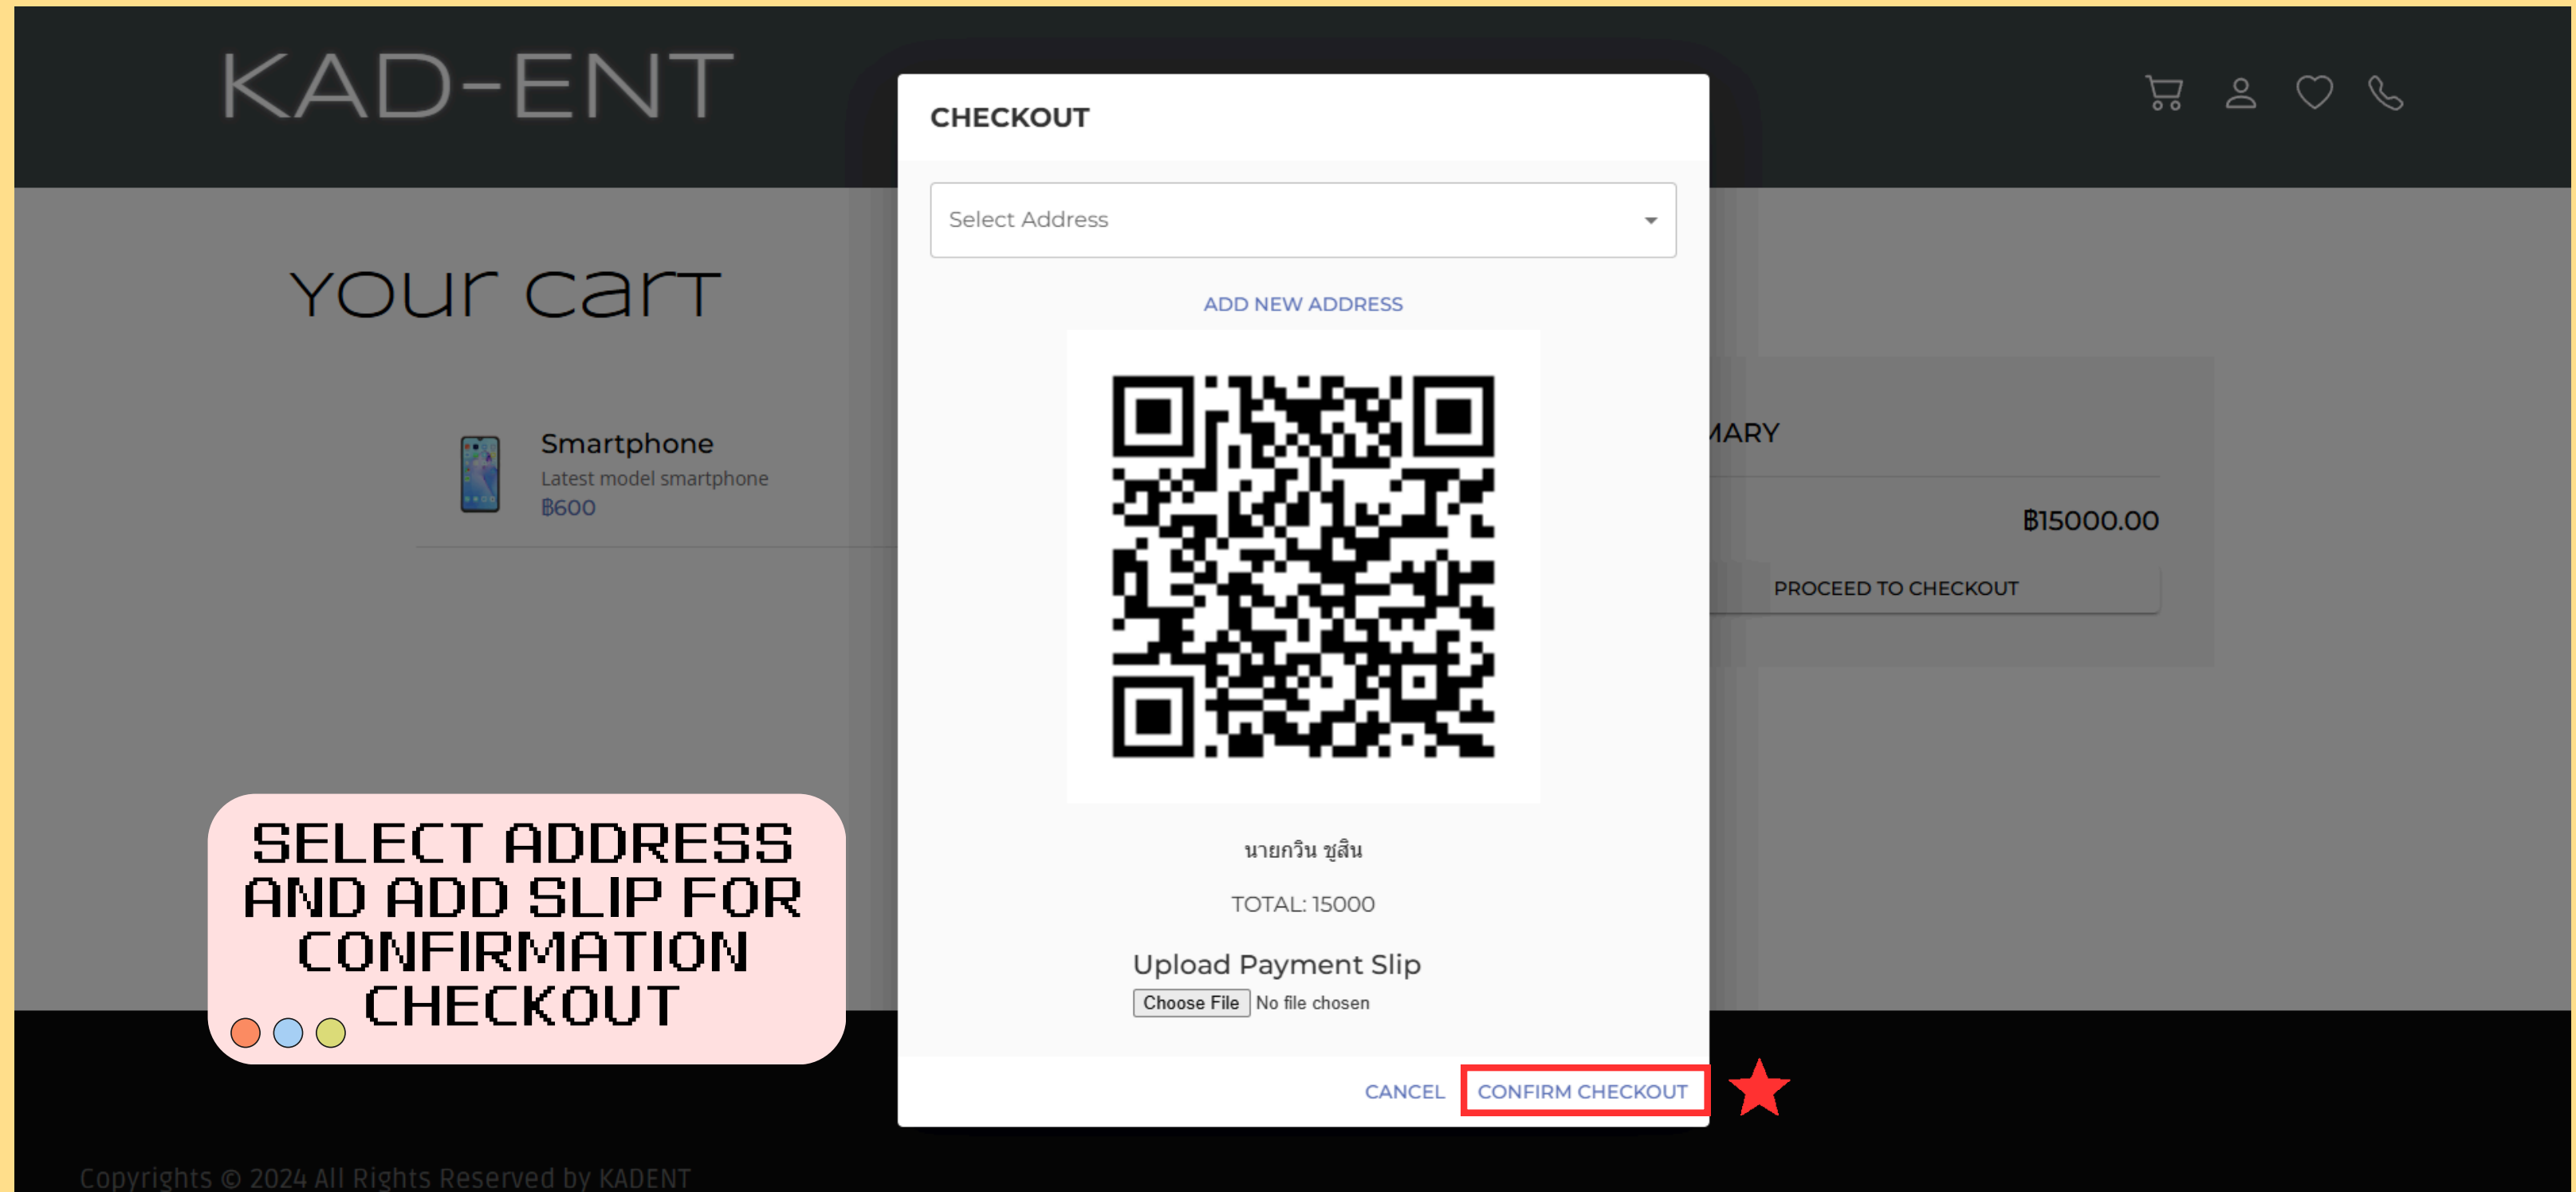 KAD-ENT
CHECKOUT
Select Address
ADD NEW ADDRESS
Your cart
Smartphone
Latest model smartphone
฿600
MARY
฿15000.00
PROCEED TO CHECKOUT
นายกวิน ชูสิน
TOTAL: 15000
Upload Payment Slip
Choose File No file chosen
CANCEL CONFIRM CHECKOUT
SELECT ADDRESS
AND ADD SLIP FOR
CONFIRMATION
CHECKOUT
Copyrights © 2024 All Rights Reserved by KADENT